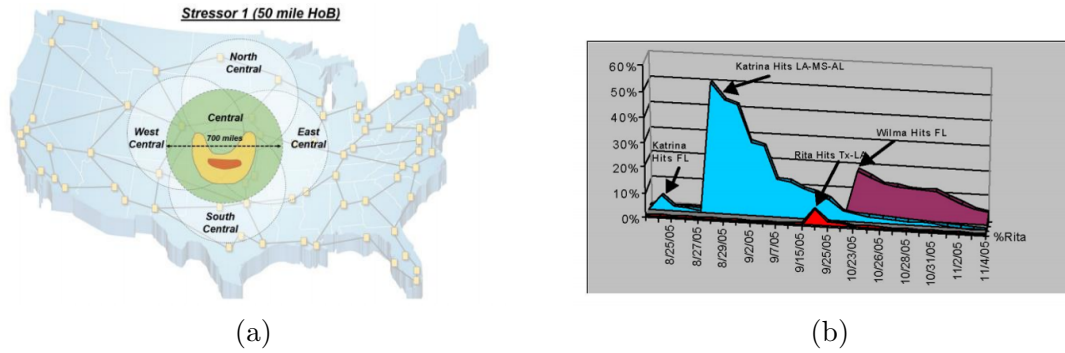 Stressor 1 (50 mile HoB)
North
Central
Central
700 miles
West
Central
East
Central
South
Central
(a)
60%
50%
40%
30%
20%
10%
0%
Katrina Hits LA-MS-AL
Katrina
Hits FL
Wilma Hits FL
Rita Hits Tx-LA
8/25/05
8/27/05
8/29/05
9/2/05
9/7/05
9/15/05
9/25/05
10/23/05
10/26/05
10/28/05
10/31/05
11/2/05
11/4/05
%Rita
(b)